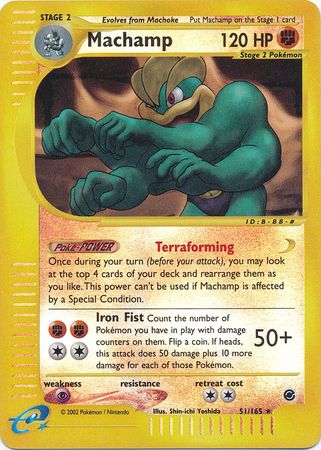 STAGE 2 Evolves from Machoke Put Machamp on the Stage 1 card
Machamp 120 HP
Stage 2 Pokémon
ID:B-88-#
Poké-POWER Terraforming
Once during your turn (before your attack), you may look
at the top 4 cards of your deck and rearrange them as
you like. This power can't be used if Machamp is affected
by a Special Condition.
Iron Fist Count the number of
Pokémon you have in play with damage
counters on them. Flip a coin. If heads,
this attack does 50 damage plus 10 more
damage for each of those Pokémon.
50+
weakness resistance retreat cost
e ©2002 Pokémon / Nintendo Illus. Shin-ichi Yoshida 51/165 ★